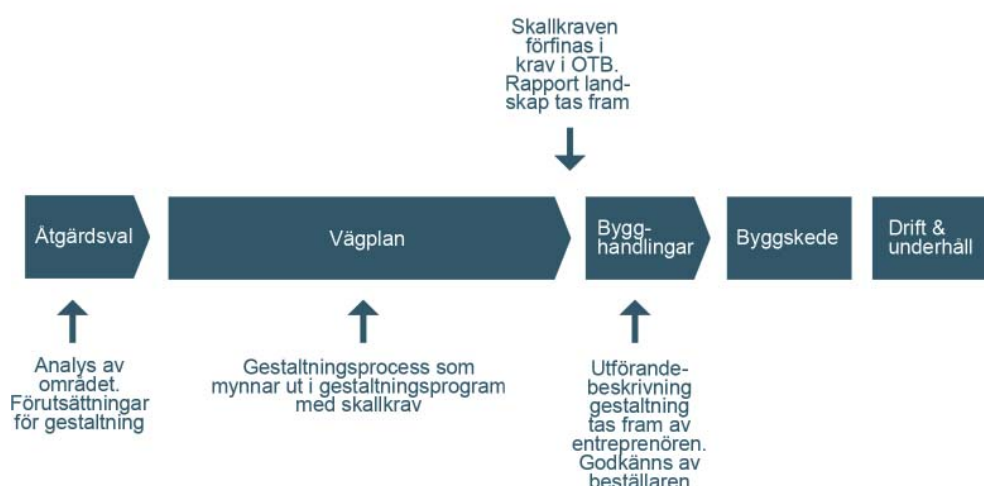 Skallkraven
förfinas i
krav i OTB.
Rapport land-
skap tas fram
Åtgärdsval
Vägplan
Bygg-
handlingar
Byggskede
Drift &
underhåll
Analys av
området.
Förutsättningar
för gestaltning
Gestaltningsprocess som
mynnar ut i gestaltningsprogram
med skallkrav
Utförande-
beskrivning
gestaltning
tas fram av
entreprenören.
Godkänns av
beställaren